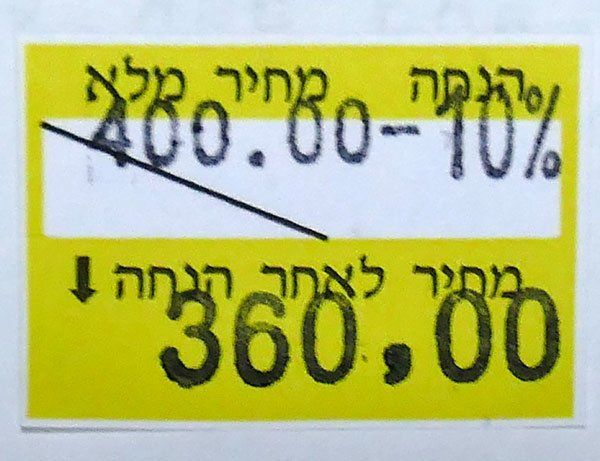 הנחה מחיר מלא
400.00-10%
מחיר לאחר הנחה ⬇
360,00